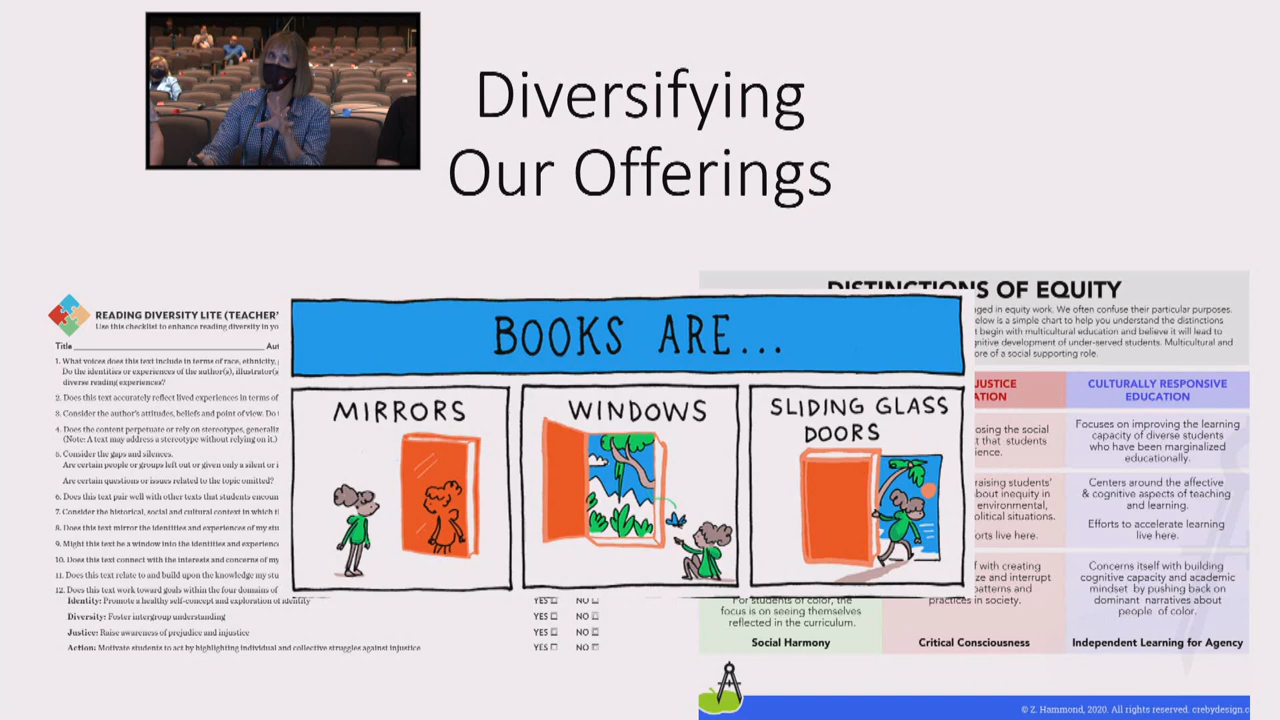 Diversifying
Our Offerings
READING DIVERSITY LITE (TEACHER'
Use this checklist to enhance reading diversity in yo
Title
Aut
1. What voices does this text include in terms of race, ethnicity,
Do the identities or experiences of the author(s), illustrator(s
diverse reading experiences?
2. Does this text accurately reflect lived experiences in terms of
3. Consider the author's attitudes, beliefs and point of view. Do
4. Does the content perpetuate or rely on stereotypes, generaliz
(Note: A text may address a stereotype without relying on it.)
5. Consider the gaps and silences.
Are certain people or groups left out or given only a silent or
Are certain questions or issues related to the topic omitted?
6. Does this text pair well with other texts that students encoun
7. Consider the historical, social and cultural context in which
8. Does this text mirror the identities and experiences of my stu
9. Might this text be a window into the identities and experience
10. Does this text connect with the interests and concerns of my
11. Does this text relate to and build upon the knowledge my stu
12. Does this text work toward goals within the four domains of
Identity: Promote a healthy self-concept and exploration of identity YES NO
Diversity: Foster intergroup understanding YES NO
Justice: Raise awareness of prejudice and injustice YES NO
Action: Motivate students to act by highlighting individual and collective struggles against injustice YES NO
BOOKS ARE...
MIRRORS
WINDOWS
SLIDING GLASS
DOORS
DISTINCTIONS OF EQUITY
ged in equity work. We often confuse their particular purposes.
elow is a simple chart to help you understand the distinctions
t begin with multicultural education and believe it will lead to
gnitive development of under-served students. Multicultural and
ore of a social supporting role.
JUSTICE
ATION
osing the social
t that students
ience.
raising students'
bout inequity in
environmental,
olitical situations.
orts live here.
f with creating
ze and interrupt
patterns and
practices in society.
Critical Consciousness
CULTURALLY RESPONSIVE
EDUCATION
Focuses on improving the learning
capacity of diverse students
who have been marginalized
educationally.
Centers around the affective
& cognitive aspects of teaching
and learning.
Efforts to accelerate learning
live here.
Concerns itself with building
cognitive capacity and academic
mindset by pushing back on
dominant narratives about
people of color.
Independent Learning for Agency
For students of color, the
focus is on seeing themselves
reflected in the curriculum.
Social Harmony
© Z. Hammond, 2020. All rights reserved. crebydesign.c